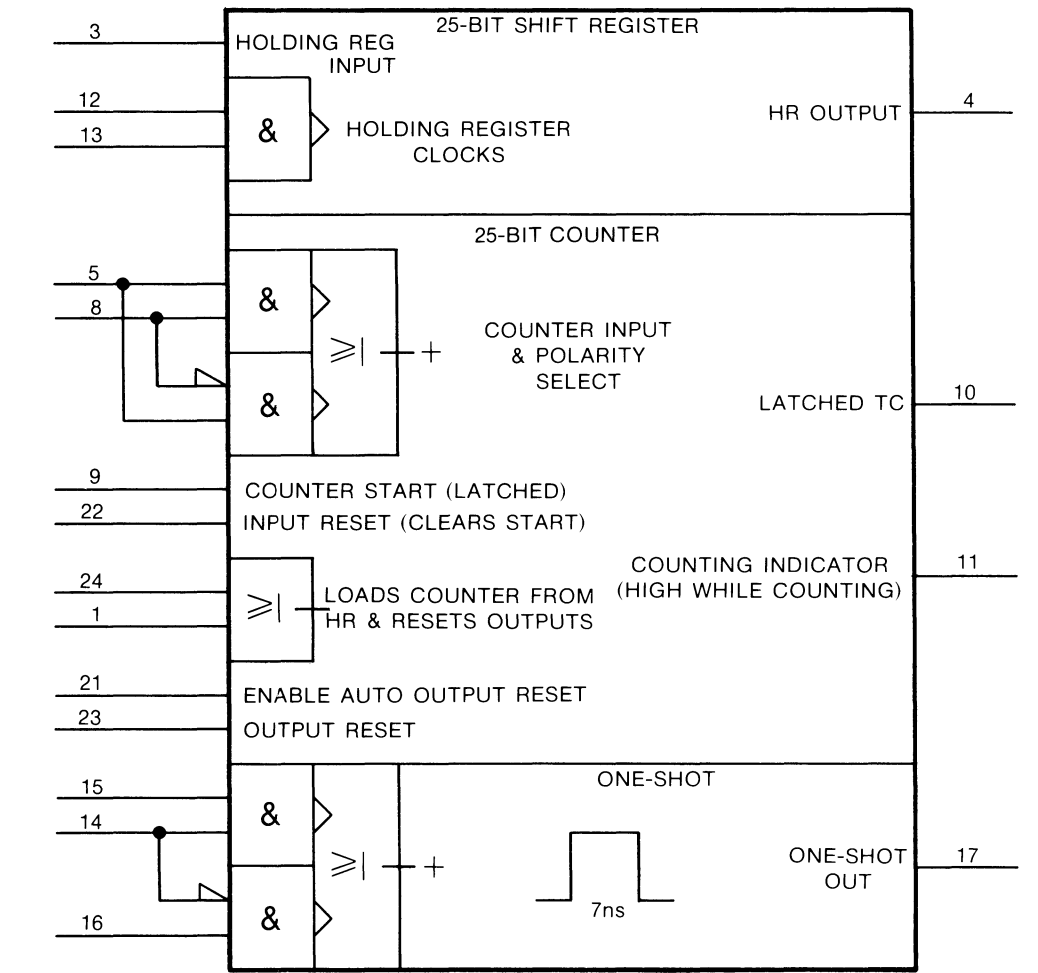 25-BIT SHIFT REGISTER
3
HOLDING REG
INPUT
12
13
&
HOLDING REGISTER
CLOCKS
HR OUTPUT
4
25-BIT COUNTER
5
8
&
&
≥|
+
COUNTER INPUT
& POLARITY
SELECT
LATCHED TC
10
9
COUNTER START (LATCHED)
22
INPUT RESET (CLEARS START)
COUNTING INDICATOR
(HIGH WHILE COUNTING)
11
24
1
≥|
LOADS COUNTER FROM
HR & RESETS OUTPUTS
21
ENABLE AUTO OUTPUT RESET
23
OUTPUT RESET
ONE-SHOT
15
14
16
&
&
≥|
+
7ns
ONE-SHOT
OUT
17